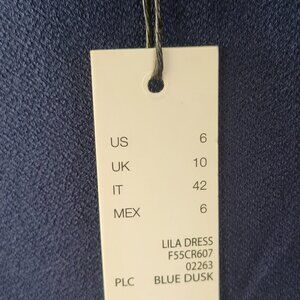 US 6
UK 10
IT 42
MEX 6
LILA DRESS
F55CR607
02263
PLC BLUE DUSK